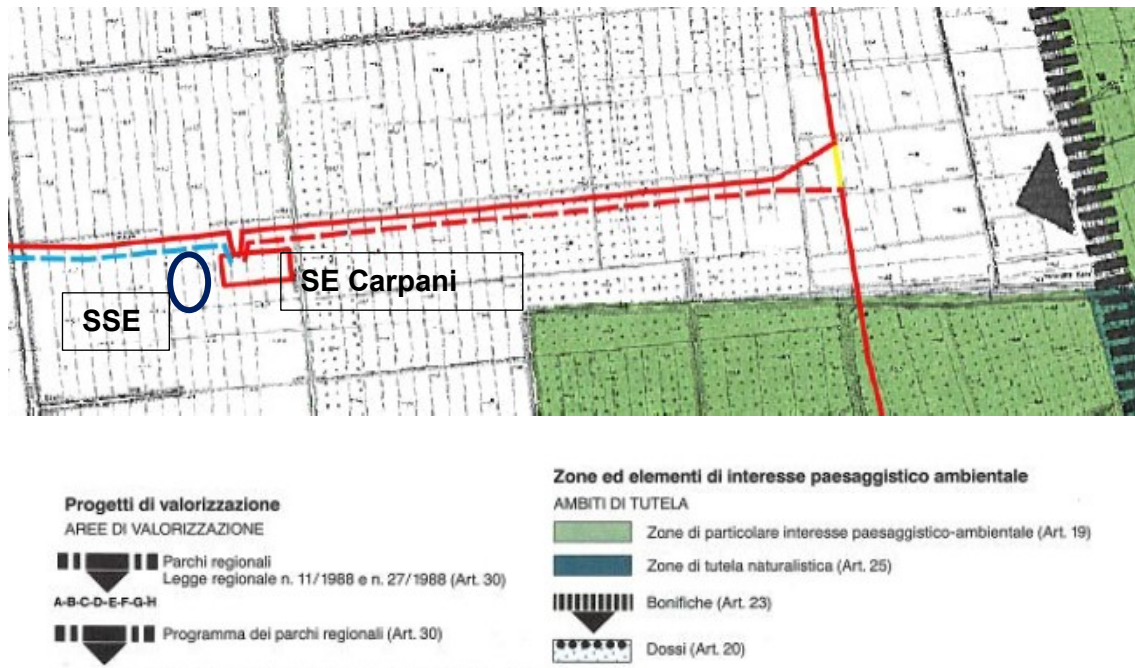 SE Carpani
SSE
Progetti di valorizzazione
AREE DI VALORIZZAZIONE
Parchi regionali
Legge regionale n. 11/1988 e n. 27/1988 (Art. 30)
A-B-C-D-E-F-G-H
Programma dei parchi regionali (Art. 30)
Zone ed elementi di interesse paesaggistico ambientale
AMBITI DI TUTELA
Zone di particolare interesse paesaggistico-ambientale (Art. 19)
Zone di tutela naturalistica (Art. 25)
Bonifiche (Art. 23)
Dossi (Art. 20)